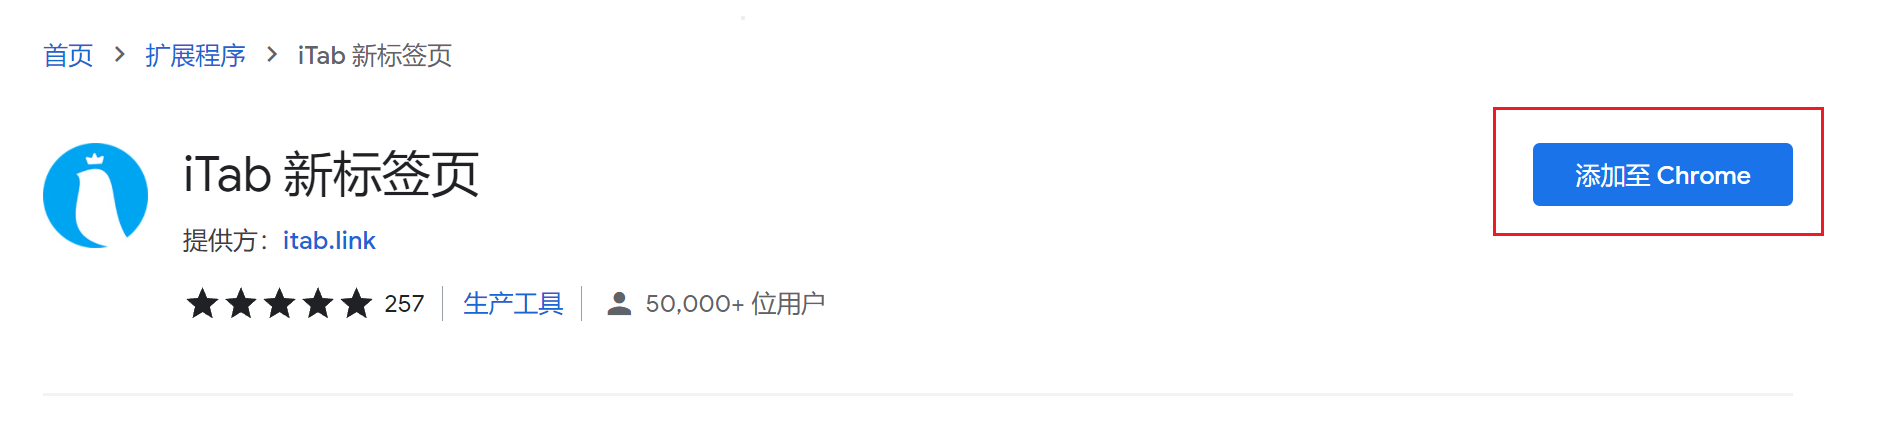 首页 > 扩展程序 > iTab 新标签页
iTab 新标签页
添加至 Chrome
提供方：itab.link
257 生产工具 50,000+ 位用户